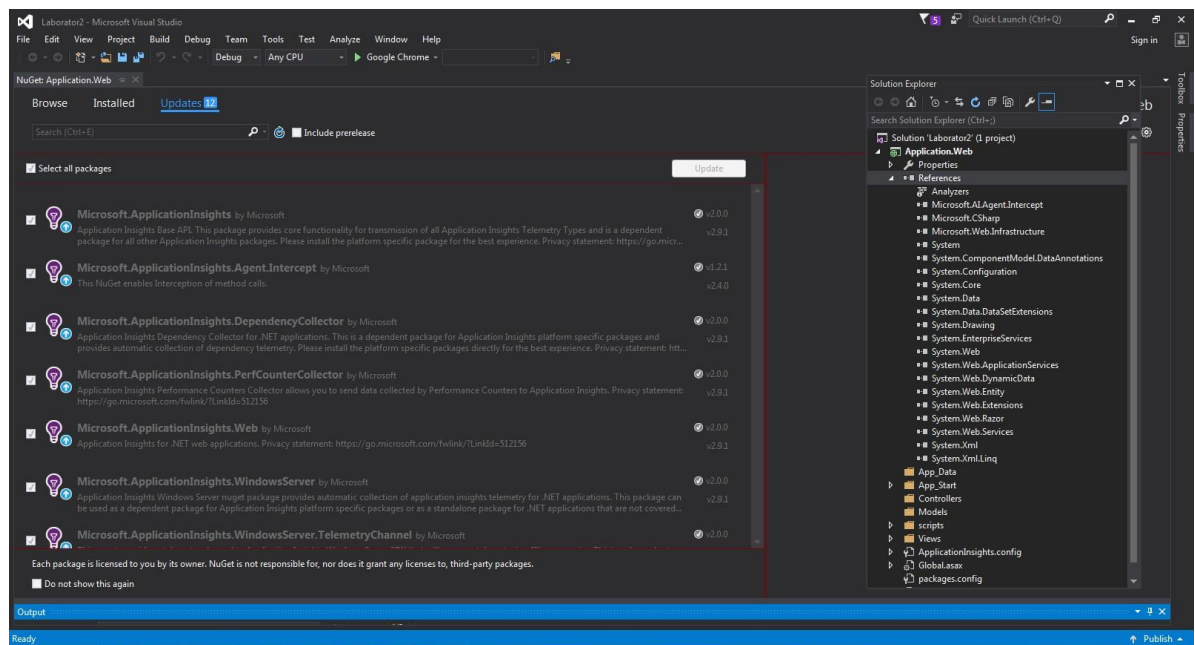 Laborator2 - Microsoft Visual Studio
5
Quick Launch (Ctrl+Q)
File Edit View Project Build Debug Team Tools Test Analyze Window Help
Sign in
Debug Any CPU Google Chrome
NuGet: Application.Web
Browse Installed Updates 12
eb
Search (Ctrl+E)
Include prerelease
Select all packages
Update
Microsoft.ApplicationInsights by Microsoft
v2.0.0
Application Insights Base API. This package provides core functionality for transmission of all Application Insights Telemetry Types and is a dependent
v2.9.1
package for all other Application Insights packages. Please install the platform specific package for the best experience. Privacy statement: https://go.micr...
Microsoft.ApplicationInsights.Agent.Intercept by Microsoft
v1.2.1
This NuGet enables Interception of method calls.
v2.4.0
Microsoft.ApplicationInsights.DependencyCollector by Microsoft
v2.0.0
Application Insights Dependency Collector for .NET applications. This is a dependent package for Application Insights platform specific packages and
v2.9.1
provides automatic collection of dependency telemetry. Please install the platform specific packages directly for the best experience. Privacy statement: htt...
Microsoft.ApplicationInsights.PerfCounterCollector by Microsoft
v2.0.0
Application Insights Performance Counters Collector allows you to send data collected by Performance Counters to Application Insights. Privacy statement:
v2.9.1
https://go.microsoft.com/fwlink/?LinkId=512156
Microsoft.ApplicationInsights.Web by Microsoft
v2.0.0
Application Insights for .NET web applications. Privacy statement: https://go.microsoft.com/fwlink/?LinkId=512156
v2.9.1
Microsoft.ApplicationInsights.WindowsServer by Microsoft
v2.0.0
Application Insights Windows Server nuget package provides automatic collection of application insights telemetry for .NET applications. This package can
v2.9.1
be used as a dependent package for Application Insights platform specific packages or as a standalone package for .NET applications that are not covered...
Microsoft.ApplicationInsights.WindowsServer.TelemetryChannel by Microsoft
v2.0.0
Each package is licensed to you by its owner. NuGet is not responsible for, nor does it grant any licenses to, third-party packages.
Do not show this again
Solution Explorer
Search Solution Explorer (Ctrl+;)
Solution 'Laborator2' (1 project)
Application.Web
Properties
References
Analyzers
Microsoft.AI.Agent.Intercept
Microsoft.CSharp
Microsoft.Web.Infrastructure
System
System.ComponentModel.DataAnnotations
System.Configuration
System.Core
System.Data
System.Data.DataSetExtensions
System.Drawing
System.EnterpriseServices
System.Web
System.Web.ApplicationServices
System.Web.DynamicData
System.Web.Entity
System.Web.Extensions
System.Web.Razor
System.Web.Services
System.Xml
System.Xml.Linq
App_Data
App_Start
Controllers
Models
scripts
Views
ApplicationInsights.config
Global.asax
packages.config
Toolbox
Properties
Output
Ready
Publish